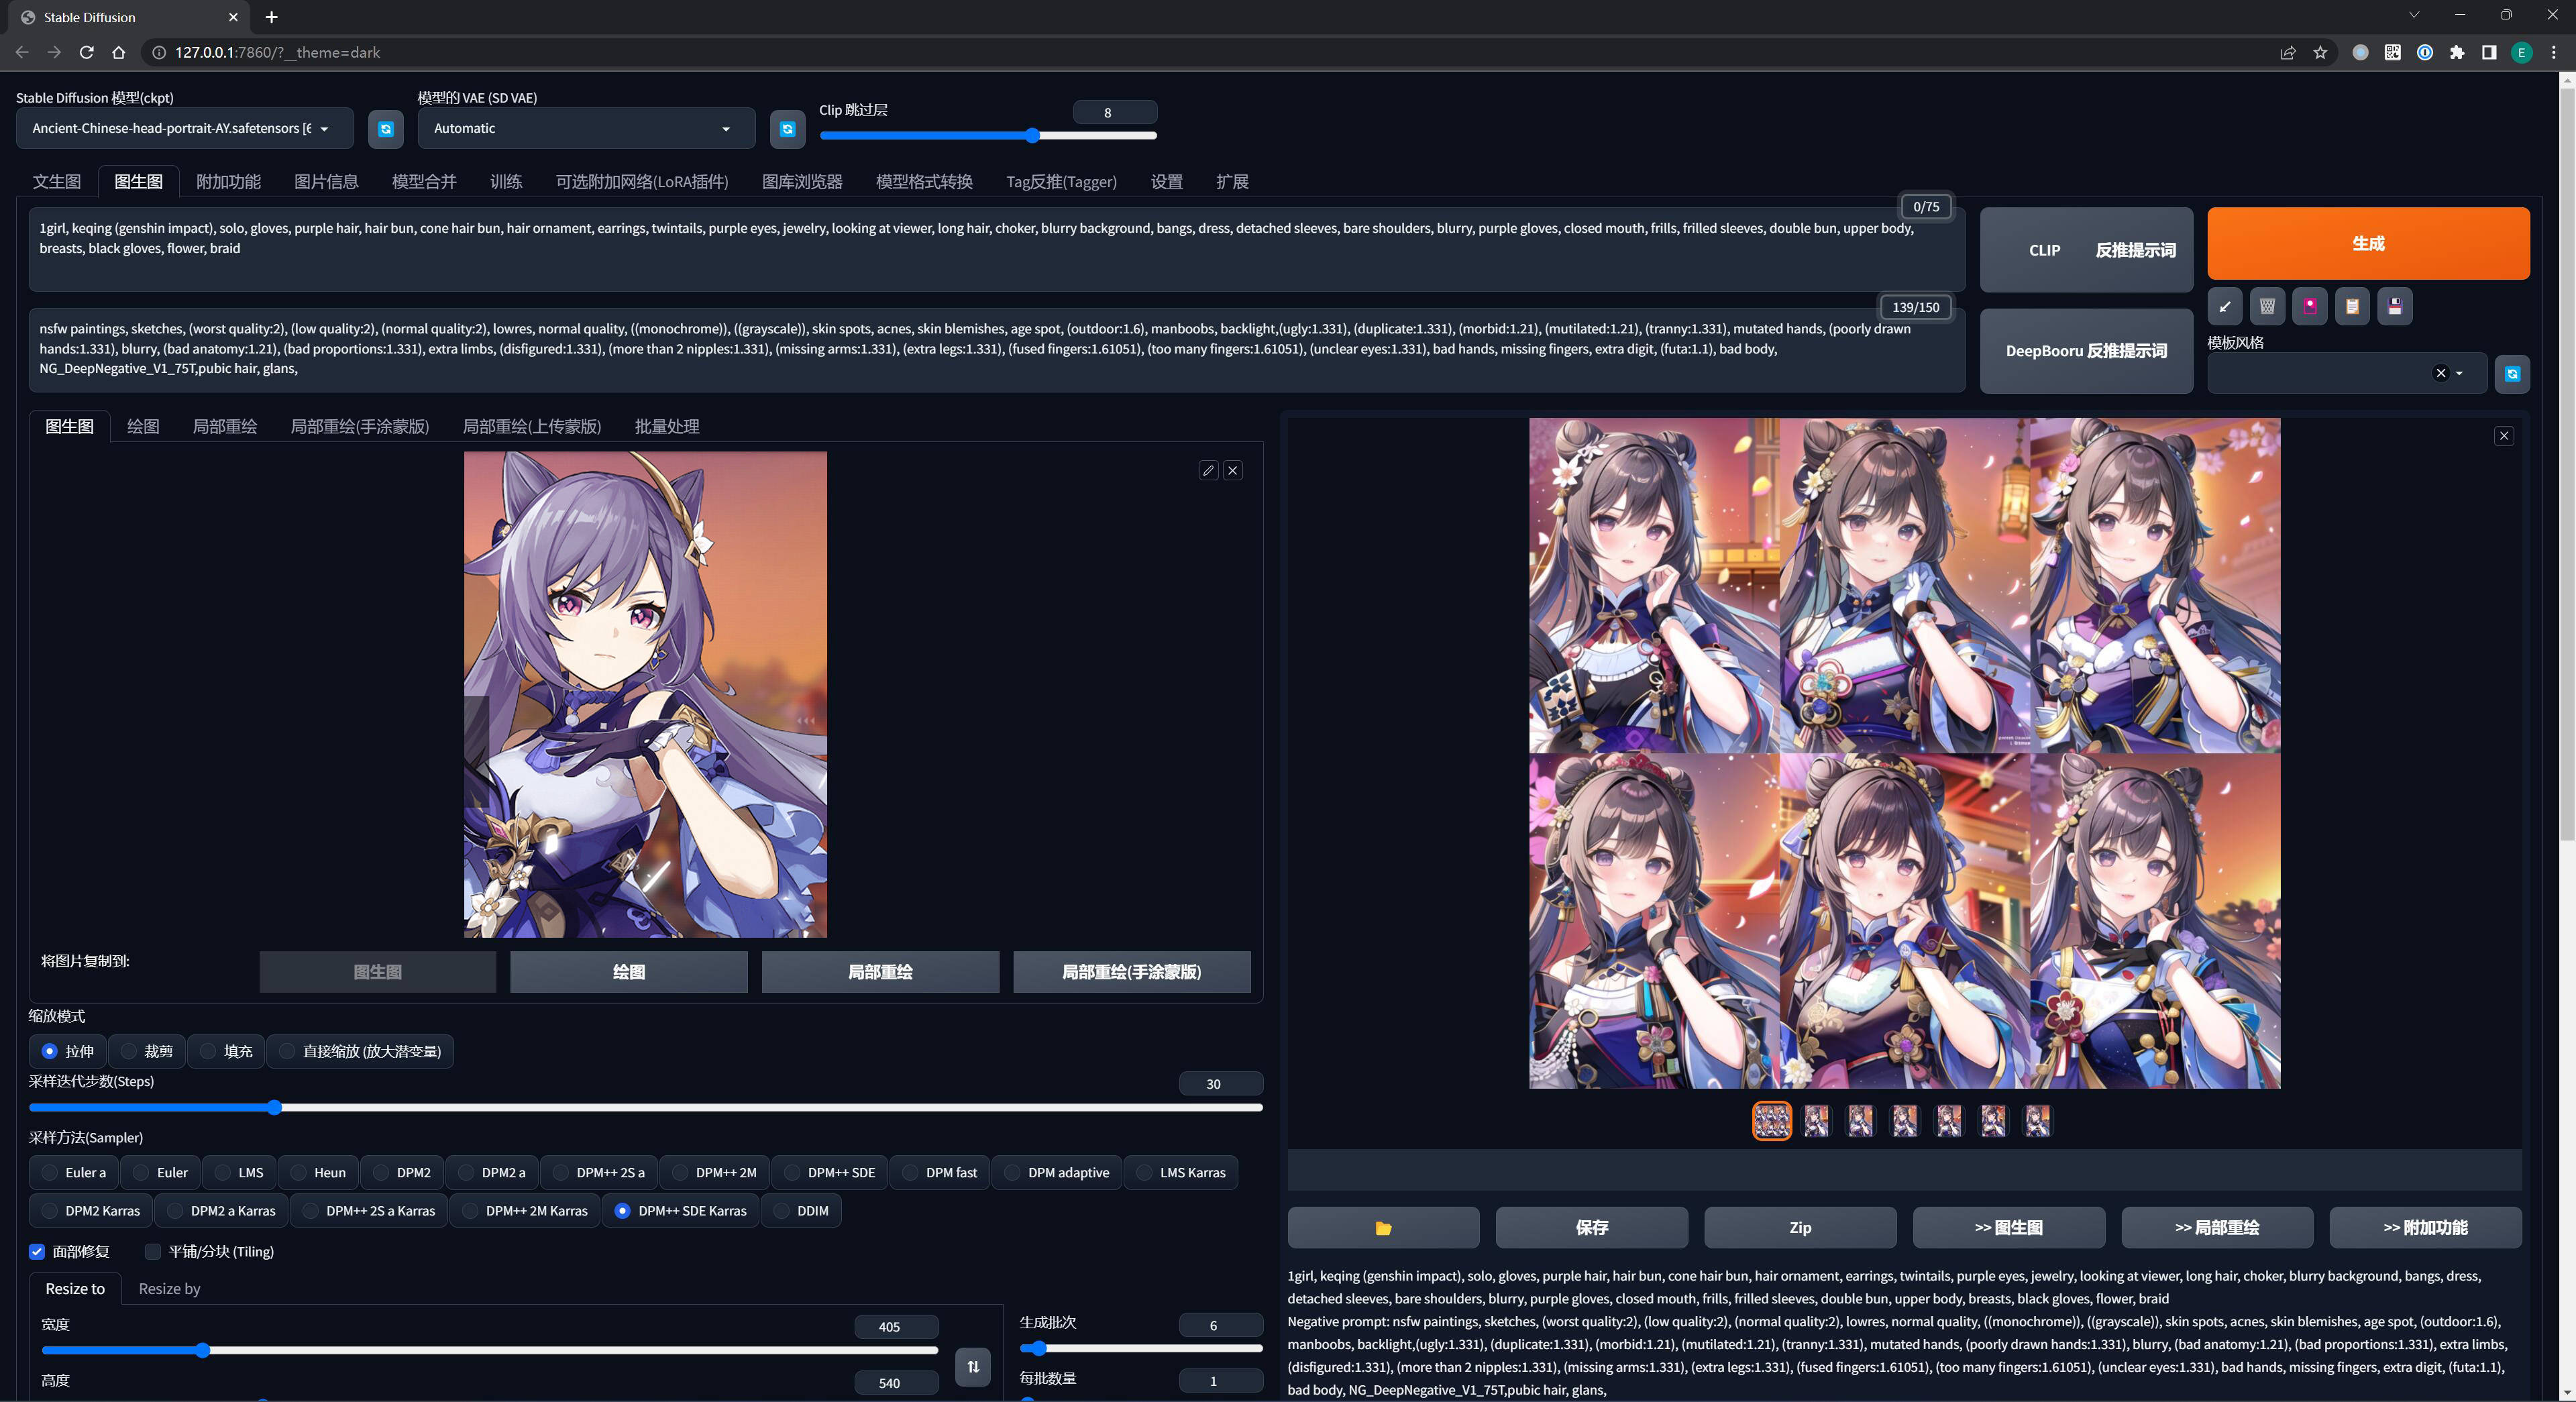 Stable Diffusion
127.0.0.1:7860/?__theme=dark
E
Stable Diffusion 模型(ckpt)
模型的 VAE (SD VAE)
Clip 跳过层
8
Ancient-Chinese-head-portrait-AY.safetensors [6
Automatic
文生图 图生图 附加功能 图片信息 模型合并 训练 可选附加网络(LoRA插件) 图库浏览器 模型格式转换 Tag反推(Tagger) 设置 扩展
0/75
1girl, keqing (genshin impact), solo, gloves, purple hair, hair bun, cone hair bun, hair ornament, earrings, twintails, purple eyes, jewelry, looking at viewer, long hair, choker, blurry background, bangs, dress, detached sleeves, bare shoulders, blurry, purple gloves, closed mouth, frills, frilled sleeves, double bun, upper body,
breasts, black gloves, flower, braid
CLIP 反推提示词
生成
139/150
nsfw paintings, sketches, (worst quality:2), (low quality:2), (normal quality:2), lowres, normal quality, ((monochrome)), ((grayscale)), skin spots, acnes, skin blemishes, age spot, (outdoor:1.6), manboobs, backlight,(ugly:1.331), (duplicate:1.331), (morbid:1.21), (mutilated:1.21), (tranny:1.331), mutated hands, (poorly drawn
hands:1.331), blurry, (bad anatomy:1.21), (bad proportions:1.331), extra limbs, (disfigured:1.331), (more than 2 nipples:1.331), (missing arms:1.331), (extra legs:1.331), (fused fingers:1.61051), (too many fingers:1.61051), (unclear eyes:1.331), bad hands, missing fingers, extra digit, (futa:1.1), bad body,
NG_DeepNegative_V1_75T,pubic hair, glans,
DeepBooru 反推提示词
模板风格
图生图 绘图 局部重绘 局部重绘(手涂蒙版) 局部重绘(上传蒙版) 批量处理
将图片复制到:
图生图 绘图 局部重绘 局部重绘(手涂蒙版)
缩放模式
拉伸 裁剪 填充 直接缩放 (放大潜变量)
采样迭代步数(Steps)
30
采样方法(Sampler)
Euler a Euler LMS Heun DPM2 DPM2 a DPM++ 2S a DPM++ 2M DPM++ SDE DPM fast DPM adaptive LMS Karras
DPM2 Karras DPM2 a Karras DPM++ 2S a Karras DPM++ 2M Karras DPM++ SDE Karras DDIM
面部修复 平铺/分块 (Tiling)
Resize to Resize by
宽度
405
高度
540
生成批次
6
每批数量
1
保存 Zip >> 图生图 >> 局部重绘 >> 附加功能
1girl, keqing (genshin impact), solo, gloves, purple hair, hair bun, cone hair bun, hair ornament, earrings, twintails, purple eyes, jewelry, looking at viewer, long hair, choker, blurry background, bangs, dress,
detached sleeves, bare shoulders, blurry, purple gloves, closed mouth, frills, frilled sleeves, double bun, upper body, breasts, black gloves, flower, braid
Negative prompt: nsfw paintings, sketches, (worst quality:2), (low quality:2), (normal quality:2), lowres, normal quality, ((monochrome)), ((grayscale)), skin spots, acnes, skin blemishes, age spot, (outdoor:1.6),
manboobs, backlight,(ugly:1.331), (duplicate:1.331), (morbid:1.21), (mutilated:1.21), (tranny:1.331), mutated hands, (poorly drawn hands:1.331), blurry, (bad anatomy:1.21), (bad proportions:1.331), extra limbs,
(disfigured:1.331), (more than 2 nipples:1.331), (missing arms:1.331), (extra legs:1.331), (fused fingers:1.61051), (too many fingers:1.61051), (unclear eyes:1.331), bad hands, missing fingers, extra digit, (futa:1.1),
bad body, NG_DeepNegative_V1_75T,pubic hair, glans,